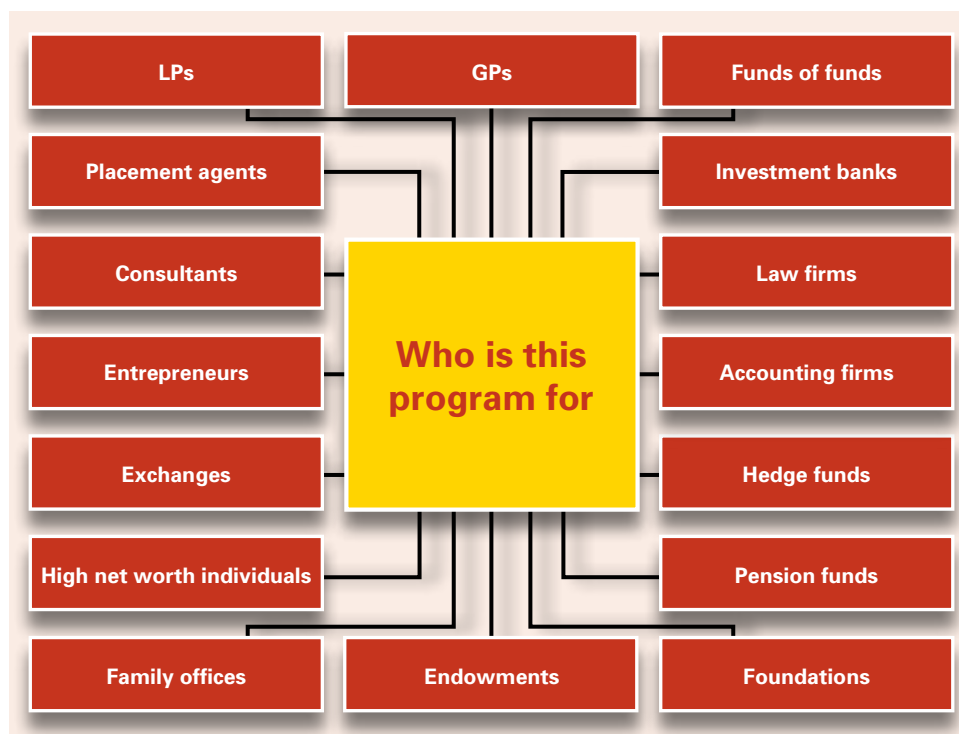 LPs
GPs
Funds of funds
Placement agents
Investment banks
Consultants
Law firms
Who is this
program for
Entrepreneurs
Accounting firms
Exchanges
Hedge funds
High net worth individuals
Pension funds
Family offices
Endowments
Foundations